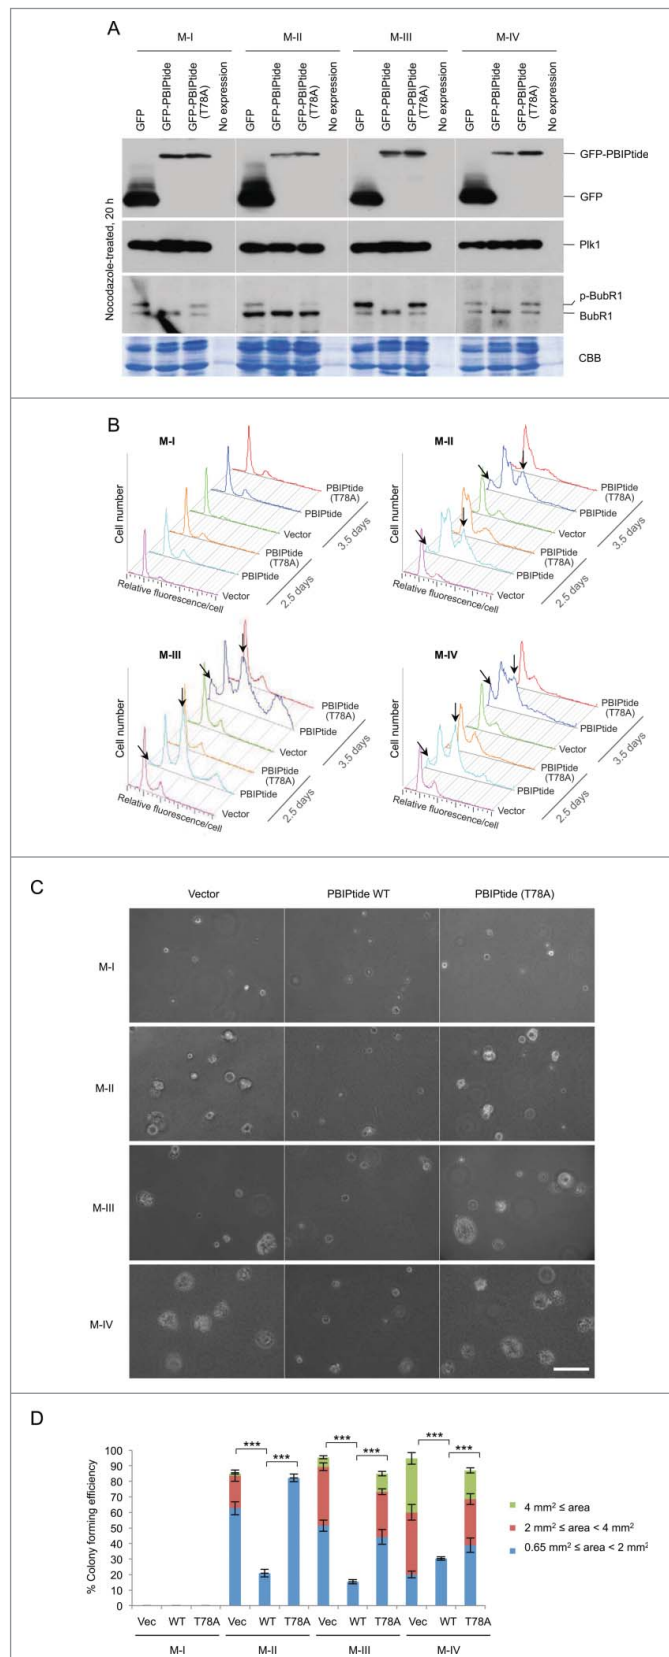 A
M-I
M-II
M-III
M-IV
GFP
GFP-PBIPtide
GFP-PBIPtide
(T78A)
No expression
GFP
GFP-PBIPtide
GFP-PBIPtide
(T78A)
No expression
GFP
GFP-PBIPtide
GFP-PBIPtide
(T78A)
No expression
GFP
GFP-PBIPtide
GFP-PBIPtide
(T78A)
No expression
Nocodazole-treated, 20 h
GFP-PBIPtide
GFP
Plk1
p-BubR1
BubR1
CBB
B
M-I
Cell number
Relative fluorescence/cell
PBIPtide
(T78A)
PBIPtide
Vector
PBIPtide
(T78A)
PBIPtide
Vector
3.5 days
2.5 days
M-II
Cell number
Relative fluorescence/cell
PBIPtide
(T78A)
PBIPtide
Vector
PBIPtide
(T78A)
PBIPtide
Vector
3.5 days
2.5 days
M-III
Cell number
Relative fluorescence/cell
PBIPtide
(T78A)
PBIPtide
Vector
PBIPtide
(T78A)
PBIPtide
Vector
3.5 days
2.5 days
M-IV
Cell number
Relative fluorescence/cell
PBIPtide
(T78A)
PBIPtide
Vector
PBIPtide
(T78A)
PBIPtide
Vector
3.5 days
2.5 days
C
Vector
PBIPtide WT
PBIPtide (T78A)
M-I
M-II
M-III
M-IV
D
% Colony forming efficiency
100
90
80
70
60
50
40
30
20
10
0
*** *** *** *** *** ***
4 mm² ≤ area
2 mm² ≤ area < 4 mm²
0.65 mm² ≤ area < 2 mm²
Vec WT T78A Vec WT T78A Vec WT T78A Vec WT T78A
M-I M-II M-III M-IV